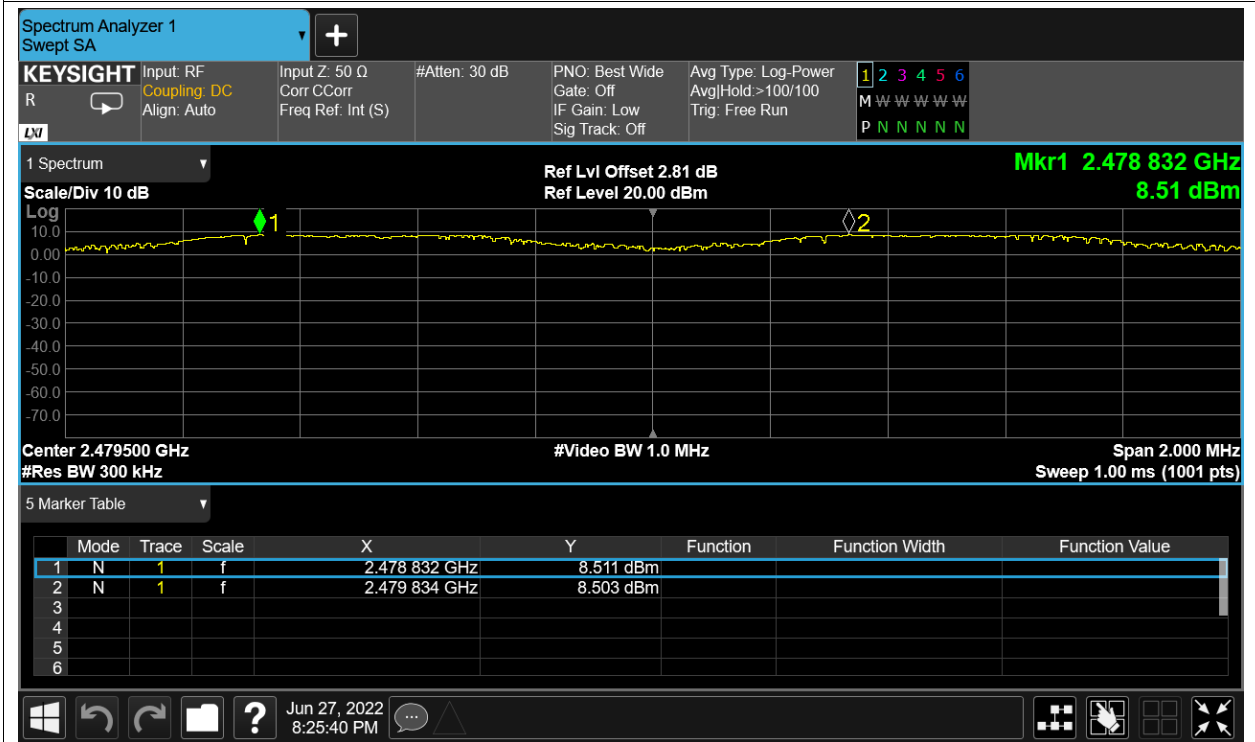 Spectrum Analyzer 1
Swept SA
+
KEYSIGHT Input: RF Input Z: 50 Ω #Atten: 30 dB PNO: Best Wide Avg Type: Log-Power 1 2 3 4 5 6
R Coupling: DC Corr CCorr Gate: Off Avg|Hold:>100/100 M W W W W W
Align: Auto Freq Ref: Int (S) IF Gain: Low Trig: Free Run
LXI Sig Track: Off P N N N N N
1 Spectrum Ref Lvl Offset 2.81 dB Mkr1 2.478 832 GHz
Scale/Div 10 dB Ref Level 20.00 dBm 8.51 dBm
Log
1 2
10.0
0.00
-10.0
-20.0
-30.0
-40.0
-50.0
-60.0
-70.0
Center 2.479500 GHz #Video BW 1.0 MHz Span 2.000 MHz
#Res BW 300 kHz Sweep 1.00 ms (1001 pts)
5 Marker Table
Mode Trace Scale X Y Function Function Width Function Value
1 N 1 f 2.478 832 GHz 8.511 dBm
2 N 1 f 2.479 834 GHz 8.503 dBm
3
4
5
6
? Jun 27, 2022
8:25:40 PM